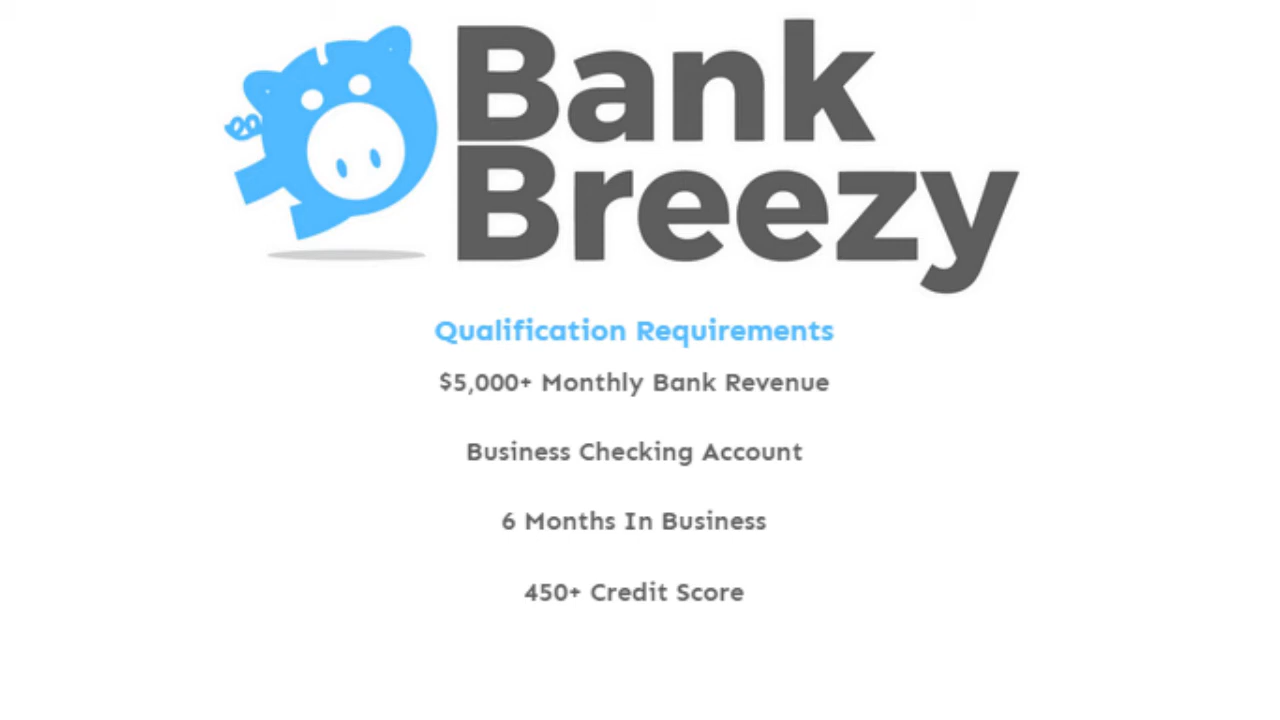 Bank
Breezy
Qualification Requirements
$5,000+ Monthly Bank Revenue
Business Checking Account
6 Months In Business
450+ Credit Score